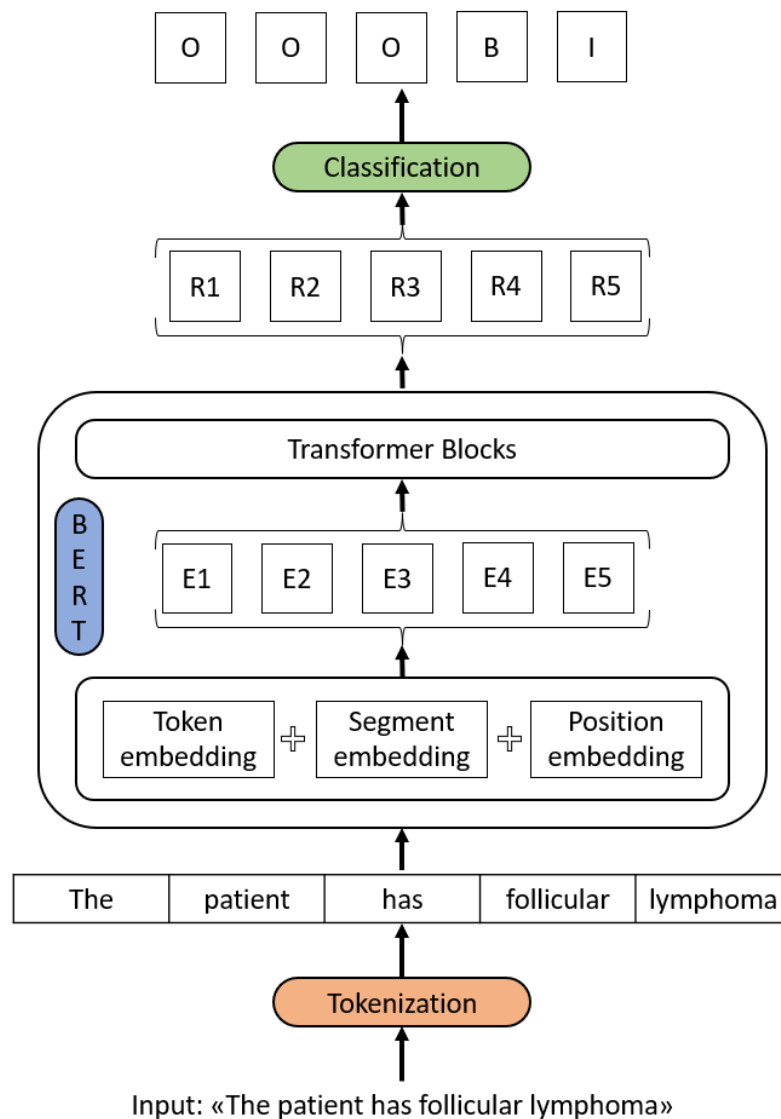 O O O B I
Classification
R1 R2 R3 R4 R5
Transformer Blocks
B
E
R
T
E1 E2 E3 E4 E5
Token Segment Position
embedding embedding embedding
The patient has follicular lymphoma
Tokenization
Input: «The patient has follicular lymphoma»